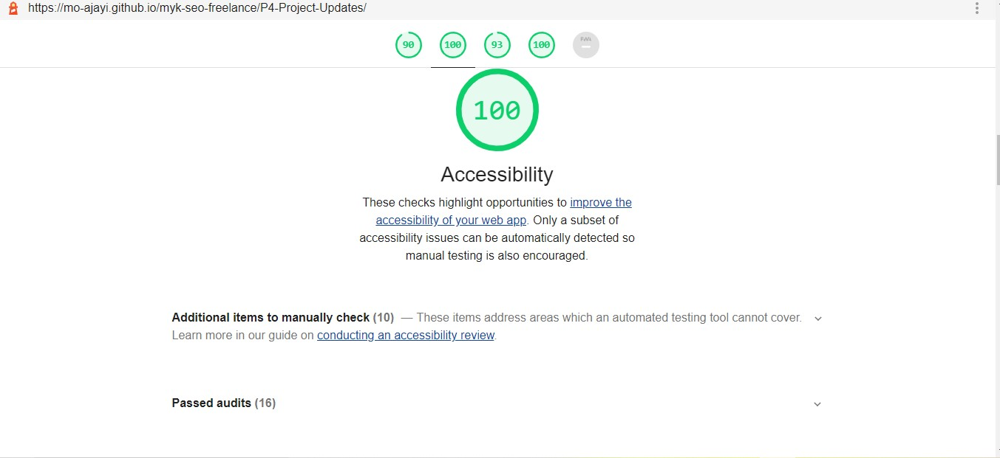 https://mo-ajayi.github.io/myk-seo-freelance/P4-Project-Updates/
90 100 93 100 PWA
100
Accessibility
These checks highlight opportunities to improve the
accessibility of your web app. Only a subset of
accessibility issues can be automatically detected so
manual testing is also encouraged.
Additional items to manually check (10) — These items address areas which an automated testing tool cannot cover.
Learn more in our guide on conducting an accessibility review.
Passed audits (16)